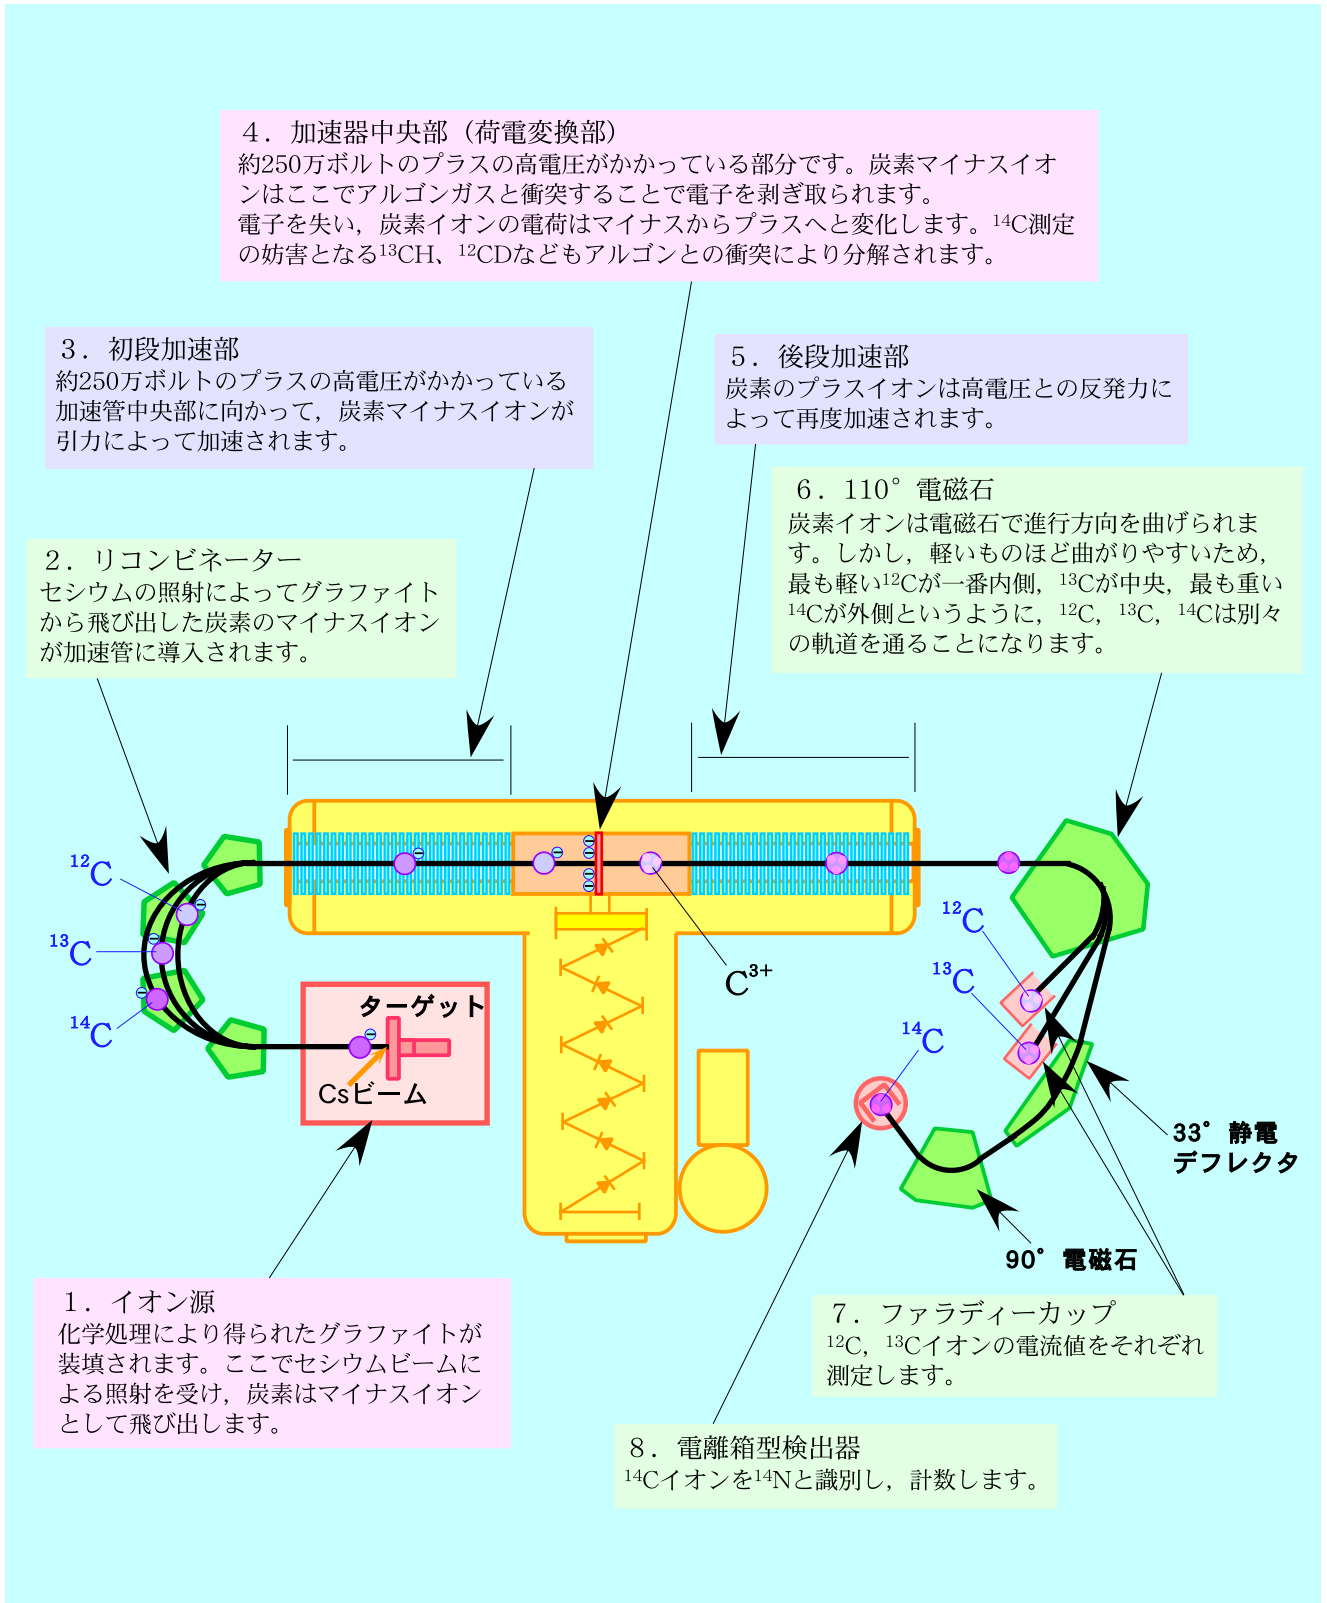 ４．加速器中央部（荷電変換部）
約250万ボルトのプラスの高電圧がかかっている部分です。炭素マイナスイオ
ンはここでアルゴンガスと衝突することで電子を剥ぎ取られます。
電子を失い，炭素イオンの電荷はマイナスからプラスへと変化します。¹⁴C測定
の妨害となる¹³CH、¹²CDなどもアルゴンとの衝突により分解されます。
３．初段加速部
約250万ボルトのプラスの高電圧がかかっている
加速管中央部に向かって，炭素マイナスイオンが
引力によって加速されます。
５．後段加速部
炭素のプラスイオンは高電圧との反発力に
よって再度加速されます。
６．110°電磁石
炭素イオンは電磁石で進行方向を曲げられま
す。しかし，軽いものほど曲がりやすいため，
最も軽い¹²Cが一番内側，¹³Cが中央，最も重い
¹⁴Cが外側というように，¹²C，¹³C，¹⁴Cは別々
の軌道を通ることになります。
２．リコンビネーター
セシウムの照射によってグラファイト
から飛び出した炭素のマイナスイオン
が加速管に導入されます。
¹²C
¹³C
¹⁴C
ターゲット
Csビーム
C³⁺
¹²C
¹³C
¹⁴C
33°静電
デフレクタ
90°電磁石
１．イオン源
化学処理により得られたグラファイトが
装填されます。ここでセシウムビームに
よる照射を受け，炭素はマイナスイオン
として飛び出します。
７．ファラディーカップ
¹²C，¹³Cイオンの電流値をそれぞれ
測定します。
８．電離箱型検出器
¹⁴Cイオンを¹⁴Nと識別し，計数します。